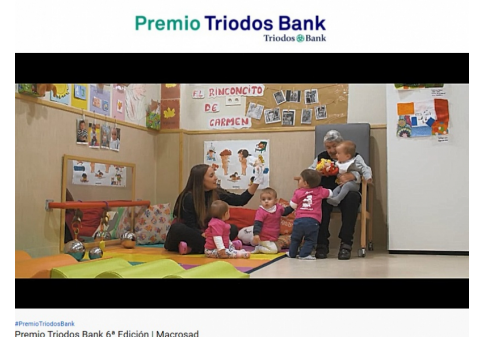 Premio Triodos Bank
Triodos Bank
EL RINCONCITO
DE
CARMEN
#PremioTriodosBank
Premio Triodos Bank 6ª Edición | Macrosad